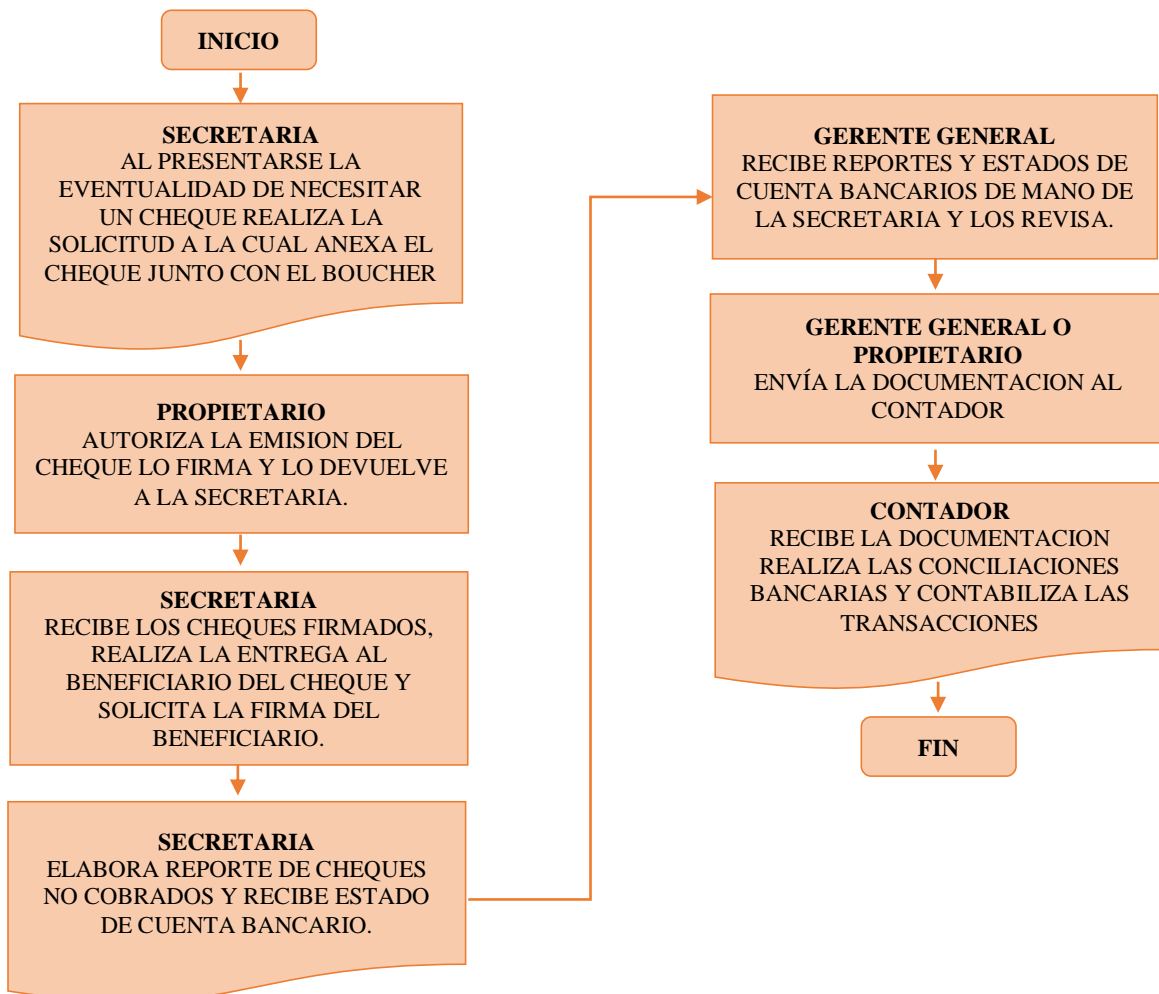 INICIO
SECRETARIA
AL PRESENTARSE LA
EVENTUALIDAD DE NECESITAR
UN CHEQUE REALIZA LA
SOLICITUD A LA CUAL ANEXA EL
CHEQUE JUNTO CON EL BOUCHER
PROPIETARIO
AUTORIZA LA EMISION DEL
CHEQUE LO FIRMA Y LO DEVUELVE
A LA SECRETARIA.
SECRETARIA
RECIBE LOS CHEQUES FIRMADOS,
REALIZA LA ENTREGA AL
BENEFICIARIO DEL CHEQUE Y
SOLICITA LA FIRMA DEL
BENEFICIARIO.
SECRETARIA
ELABORA REPORTE DE CHEQUES
NO COBRADOS Y RECIBE ESTADO
DE CUENTA BANCARIO.
GERENTE GENERAL
RECIBE REPORTES Y ESTADOS DE
CUENTA BANCARIOS DE MANO DE
LA SECRETARIA Y LOS REVISA.
GERENTE GENERAL O
PROPIETARIO
ENVÍA LA DOCUMENTACION AL
CONTADOR
CONTADOR
RECIBE LA DOCUMENTACION
REALIZA LAS CONCILIACIONES
BANCARIAS Y CONTABILIZA LAS
TRANSACCIONES
FIN